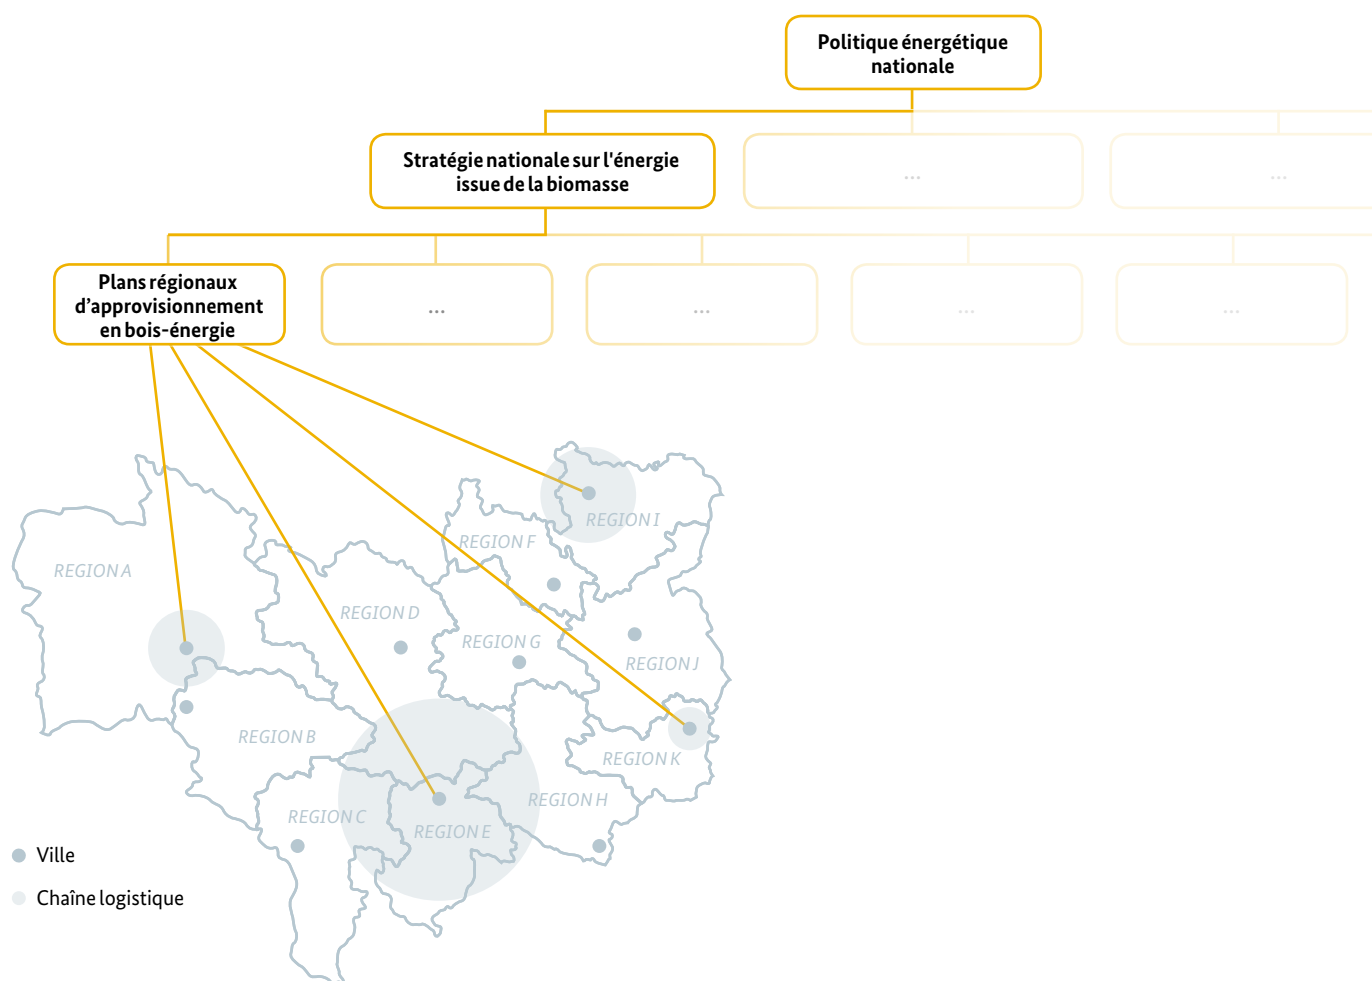 Politique énergétique
nationale
Stratégie nationale sur l'énergie
issue de la biomasse
...
...
Plans régionaux
d’approvisionnement
en bois-énergie
...
...
...
...
REGION I
REGION F
REGION A
REGION D
REGION G
REGION J
REGION B
REGION K
REGION H
REGION C
REGION E
Ville
Chaîne logistique